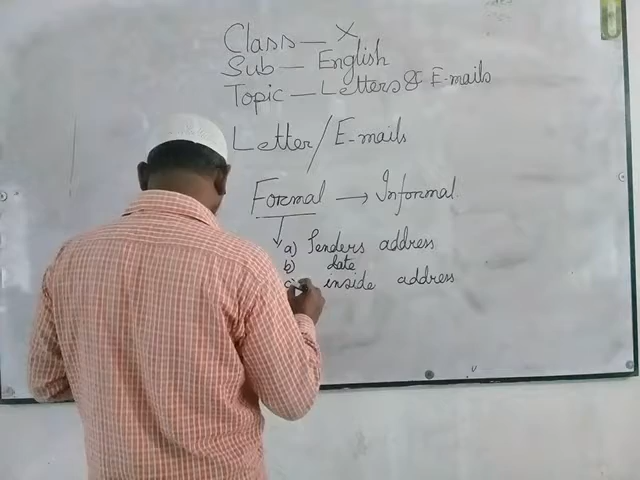 Class — X
Sub — English
Topic — Letters & E-mails
Letter / E-mails
Formal → Informal
a) Senders address
b) date
c) inside address